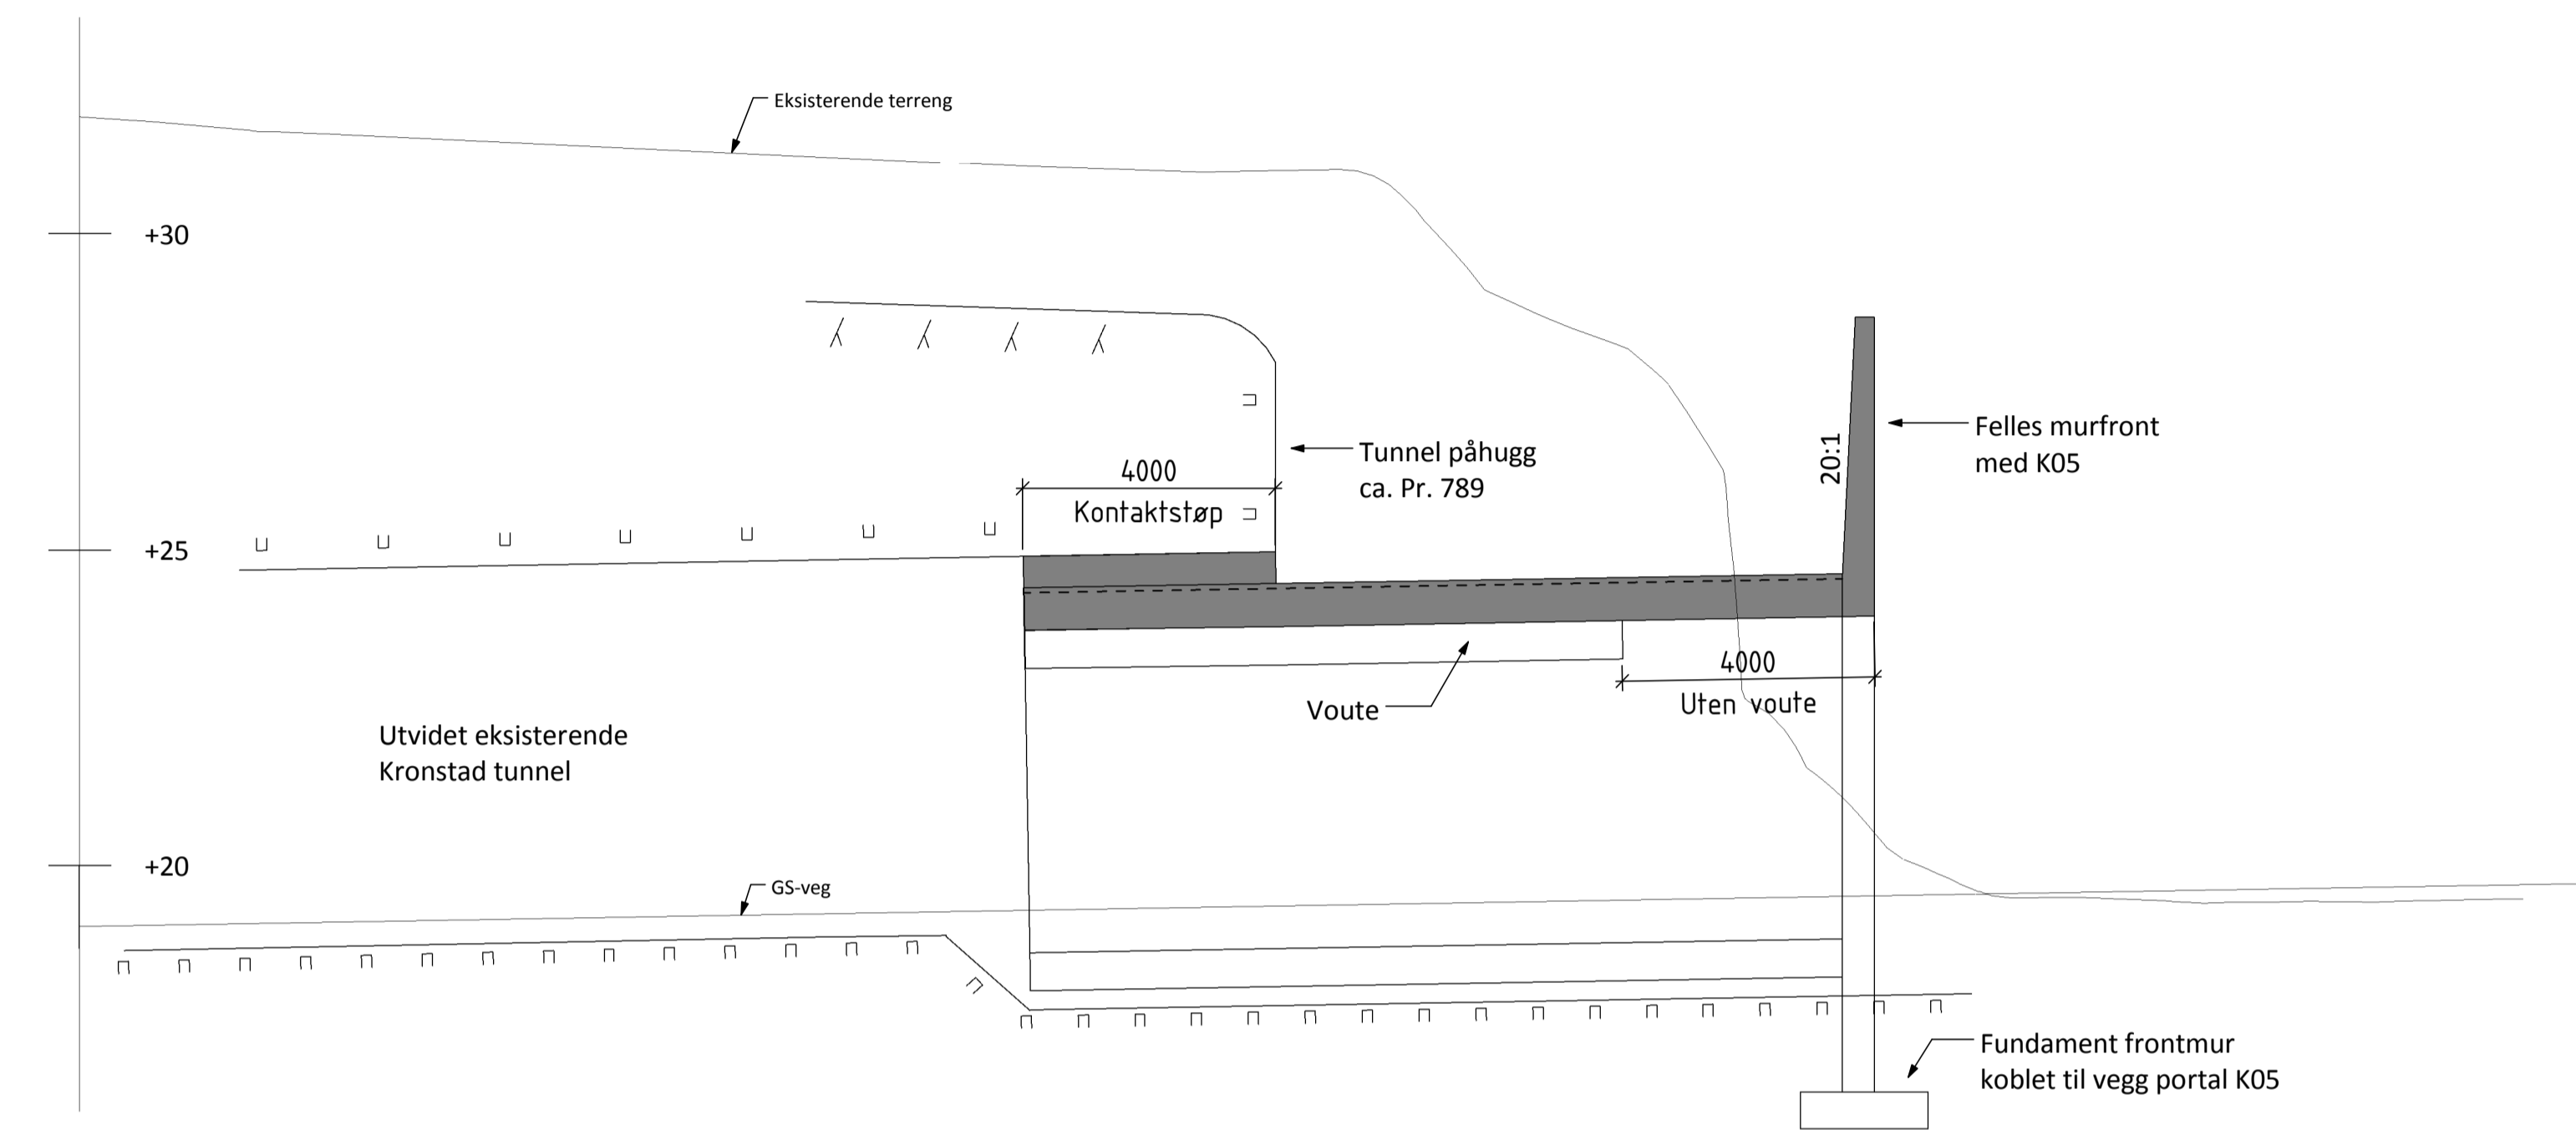 Eksisterende terreng
+30
4000
Kontaktstøp
Tunnel påhugg
ca. Pr. 789
20:1
Felles murfront
med K05
+25
4000
Uten voute
Voute
Utvidet eksisterende
Kronstad tunnel
+20
GS-veg
Fundament frontmur
koblet til vegg portal K05